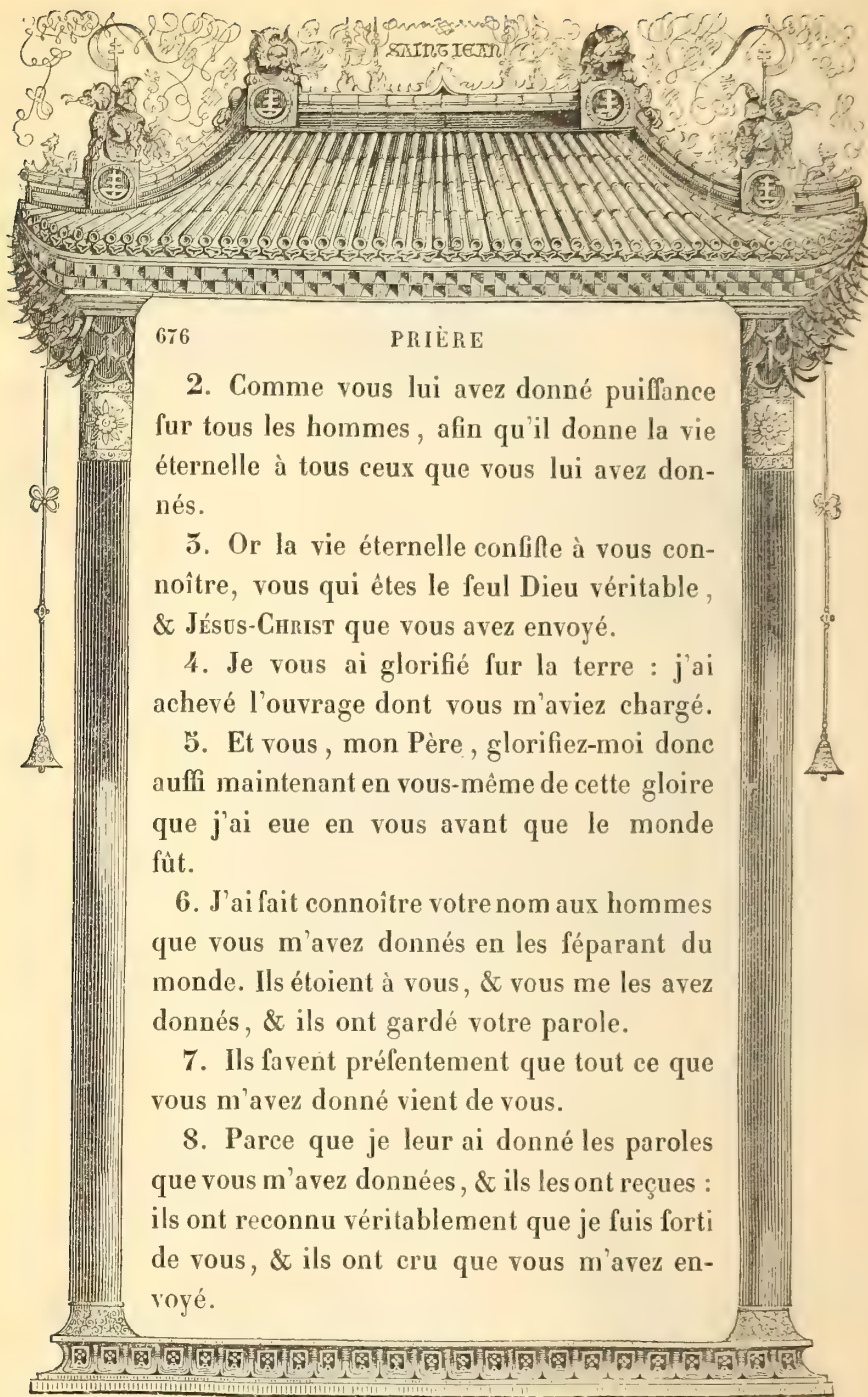 SAINT IEAN
676 PRIÈRE
2. Comme vous lui avez donné puiſſance
ſur tous les hommes, afin qu'il donne la vie
éternelle à tous ceux que vous lui avez don-
nés.
3. Or la vie éternelle conſiſte à vous con-
noître, vous qui êtes le ſeul Dieu véritable,
& JÉSUS-CHRIST que vous avez envoyé.
4. Je vous ai glorifié ſur la terre : j'ai
achevé l'ouvrage dont vous m'aviez chargé.
5. Et vous, mon Père, glorifiez-moi donc
auſſi maintenant en vous-même de cette gloire
que j'ai eue en vous avant que le monde
fût.
6. J'ai fait connoître votre nom aux hommes
que vous m'avez donnés en les ſéparant du
monde. Ils étoient à vous, & vous me les avez
donnés, & ils ont gardé votre parole.
7. Ils ſavent préſentement que tout ce que
vous m'avez donné vient de vous.
8. Parce que je leur ai donné les paroles
que vous m'avez données, & ils les ont reçues :
ils ont reconnu véritablement que je ſuis ſorti
de vous, & ils ont cru que vous m'avez en-
voyé.